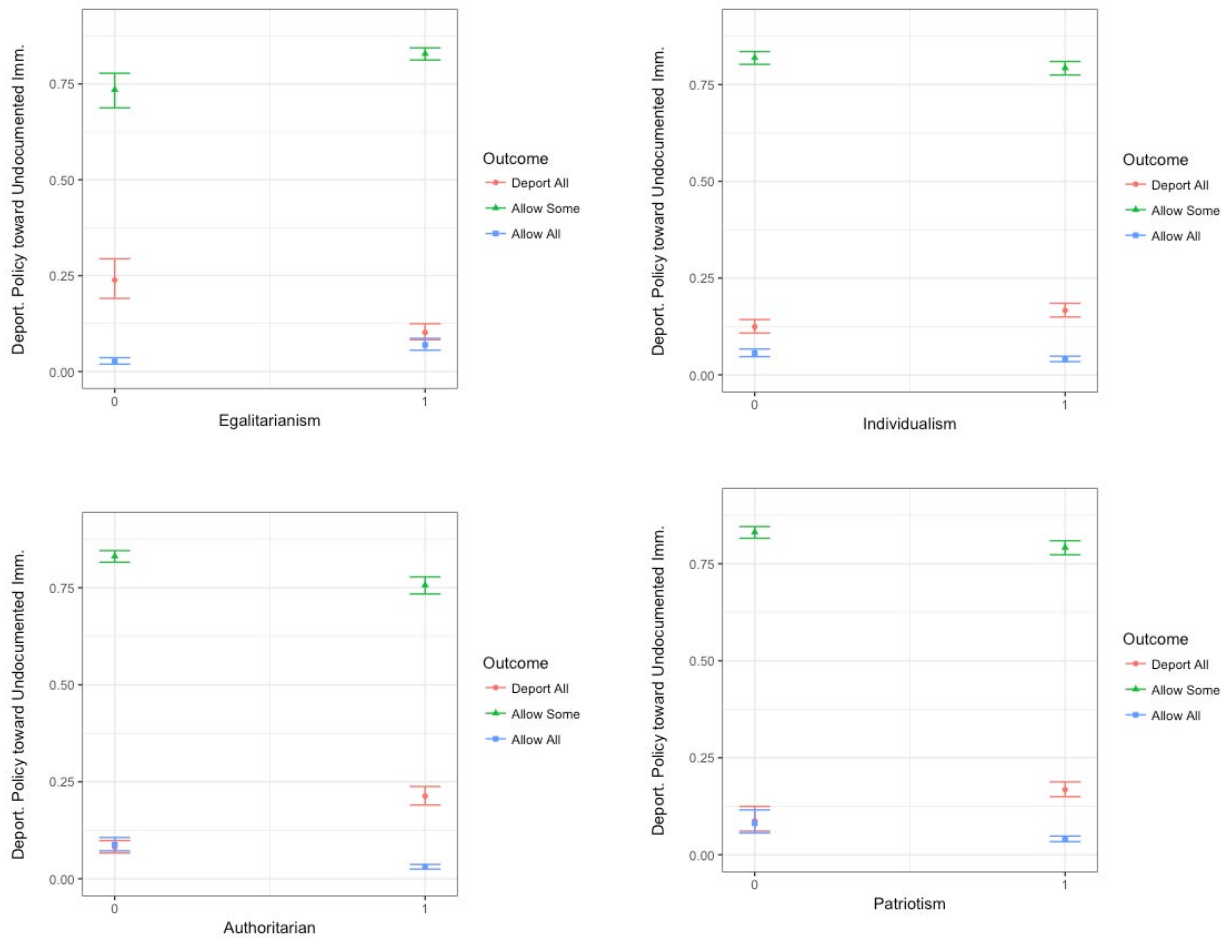 Deport. Policy toward Undocumented Imm.
0.75
0.50
0.25
0.00
0
1
Egalitarianism
Outcome
Deport All
Allow Some
Allow All
Deport. Policy toward Undocumented Imm.
0.75
0.50
0.25
0.00
0
1
Individualism
Outcome
Deport All
Allow Some
Allow All
Deport. Policy toward Undocumented Imm.
0.75
0.50
0.25
0.00
0
1
Authoritarian
Outcome
Deport All
Allow Some
Allow All
Deport. Policy toward Undocumented Imm.
0.75
0.50
0.25
0.00
0
1
Patriotism
Outcome
Deport All
Allow Some
Allow All